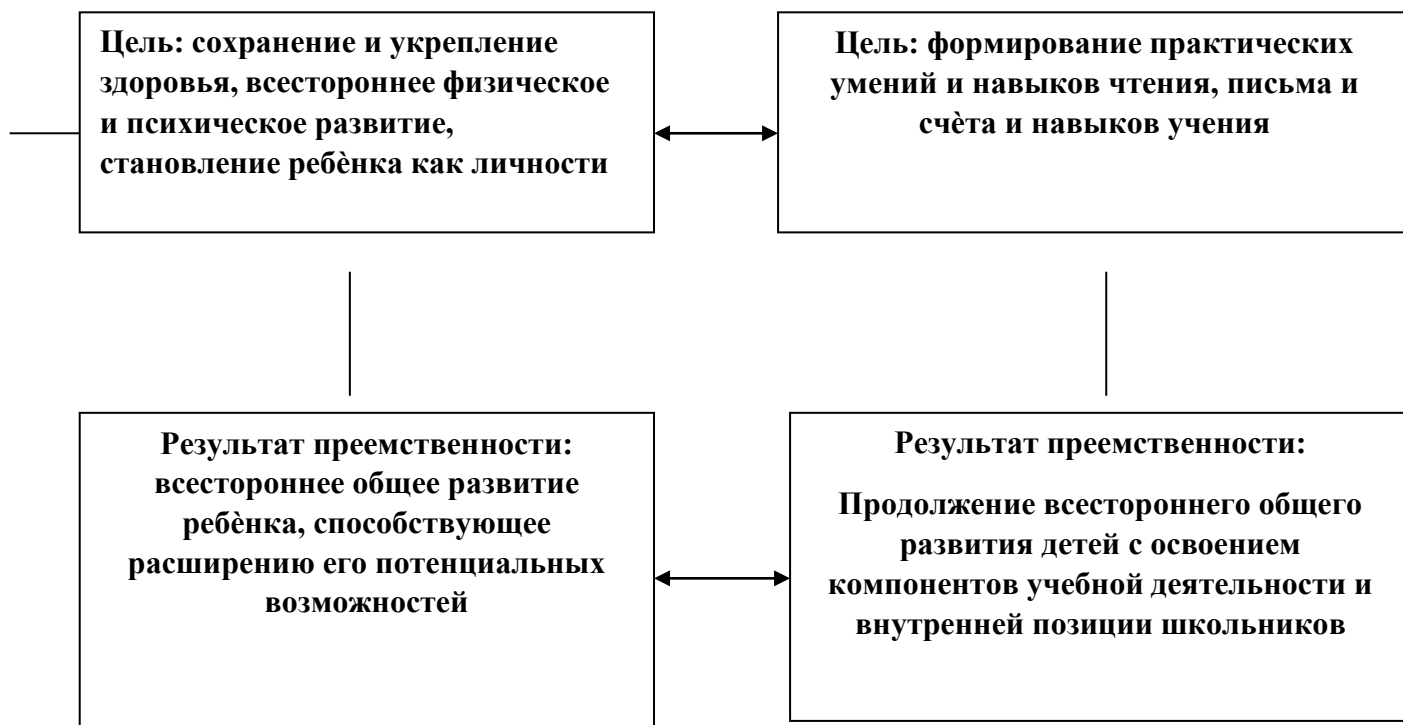 Цель: сохранение и укрепление
здоровья, всестороннее физическое
и психическое развитие,
становление ребѐнка как личности
Цель: формирование практических
умений и навыков чтения, письма и
счѐта и навыков учения
Результат преемственности:
всестороннее общее развитие
ребѐнка, способствующее
расширению его потенциальных
возможностей
Результат преемственности:
Продолжение всестороннего общего
развития детей с освоением
компонентов учебной деятельности и
внутренней позиции школьников